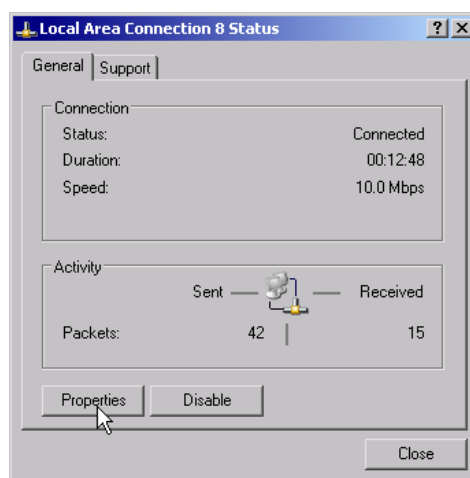 Local Area Connection 8 Status
General Support
Connection
Status: Connected
Duration: 00:12:48
Speed: 10.0 Mbps
Activity
Sent Received
Packets: 42 15
Properties Disable
Close